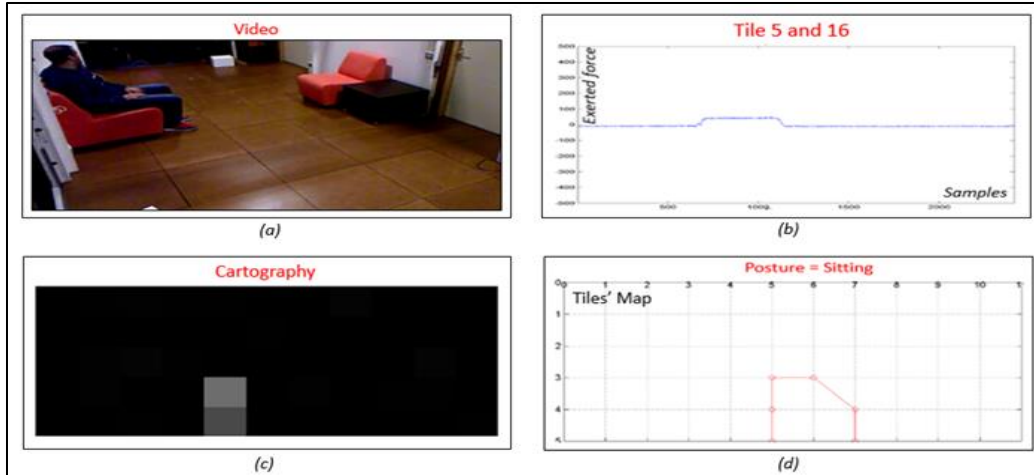 Video
(a)
Tile 5 and 16
Exerted force
500
400
300
200
100
0
-100
-200
-300
-400
-500
500
1500
2000
Samples
(b)
Cartography
(c)
Posture = Sitting
0 1 2 3 4 5 6 7 8 9 10 1
Tiles' Map
1
2
3
4
5
(d)